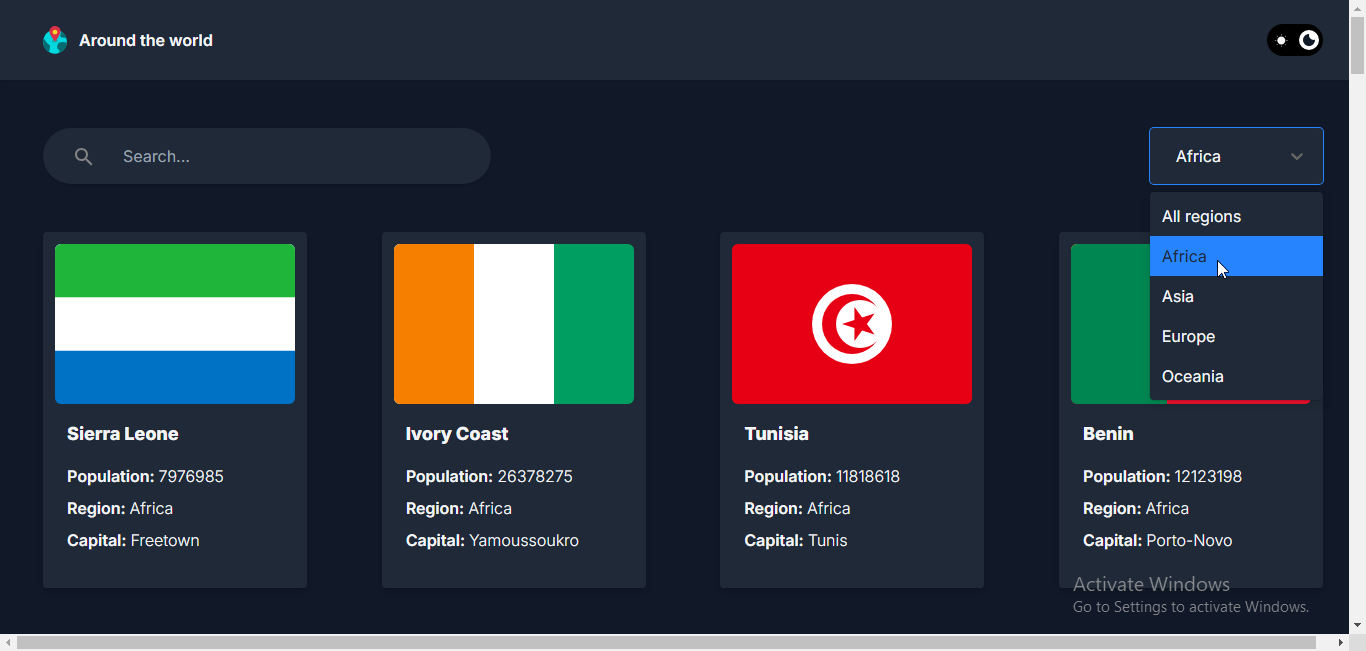 Around the world
Search...
Africa
All regions
Africa
Asia
Europe
Oceania
Sierra Leone
Population: 7976985
Region: Africa
Capital: Freetown
Ivory Coast
Population: 26378275
Region: Africa
Capital: Yamoussoukro
Tunisia
Population: 11818618
Region: Africa
Capital: Tunis
Benin
Population: 12123198
Region: Africa
Capital: Porto-Novo
Activate Windows
Go to Settings to activate Windows.